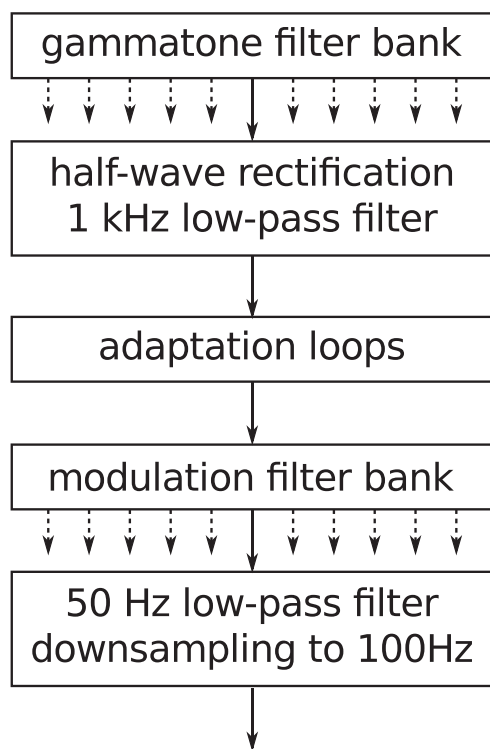 gammatone filter bank
half-wave rectification
1 kHz low-pass filter
adaptation loops
modulation filter bank
50 Hz low-pass filter
downsampling to 100Hz